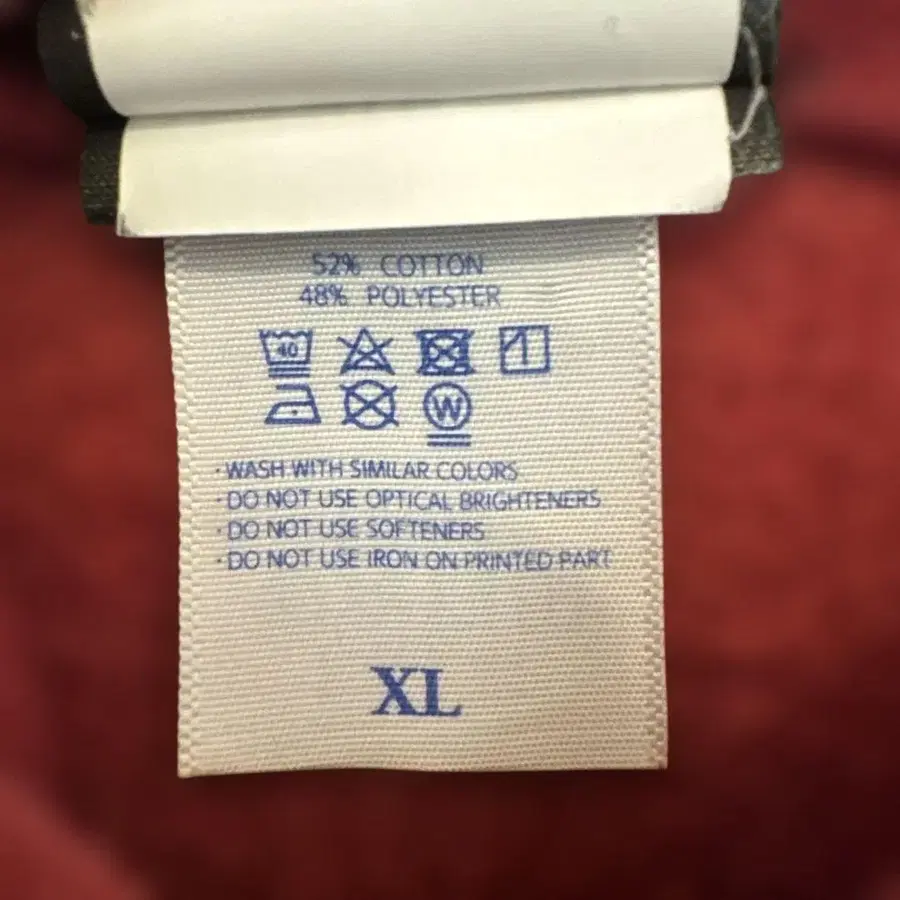 52% COTTON
48% POLYESTER
40
W
· WASH WITH SIMILAR COLORS
· DO NOT USE OPTICAL BRIGHTENERS
· DO NOT USE SOFTENERS
· DO NOT USE IRON ON PRINTED PART
XL